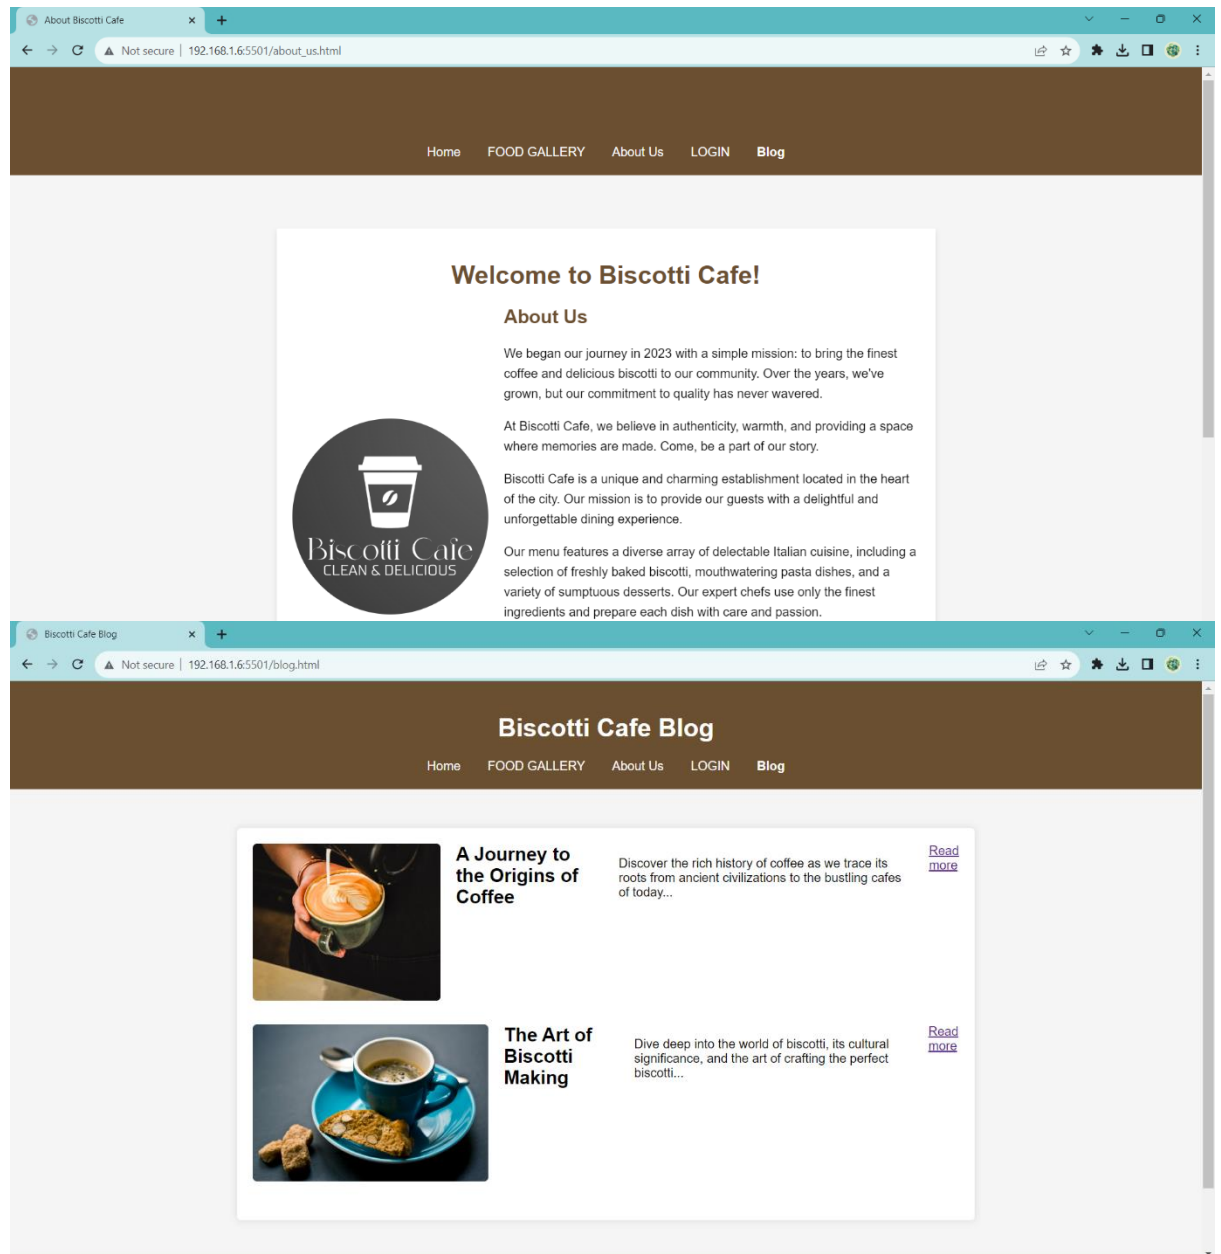 About Biscotti Cafe
Not secure | 192.168.1.6:5501/about_us.html
Home FOOD GALLERY About Us LOGIN Blog
Welcome to Biscotti Cafe!
About Us
We began our journey in 2023 with a simple mission: to bring the finest
coffee and delicious biscotti to our community. Over the years, we've
grown, but our commitment to quality has never wavered.
At Biscotti Cafe, we believe in authenticity, warmth, and providing a space
where memories are made. Come, be a part of our story.
Biscotti Cafe is a unique and charming establishment located in the heart
of the city. Our mission is to provide our guests with a delightful and
unforgettable dining experience.
Our menu features a diverse array of delectable Italian cuisine, including a
selection of freshly baked biscotti, mouthwatering pasta dishes, and a
variety of sumptuous desserts. Our expert chefs use only the finest
ingredients and prepare each dish with care and passion.
Biscotti Cafe
CLEAN & DELICIOUS
Biscotti Cafe Blog
Not secure | 192.168.1.6:5501/blog.html
Biscotti Cafe Blog
Home FOOD GALLERY About Us LOGIN Blog
A Journey to
the Origins of
Coffee
Discover the rich history of coffee as we trace its
roots from ancient civilizations to the bustling cafes
of today...
Read
more
The Art of
Biscotti
Making
Dive deep into the world of biscotti, its cultural
significance, and the art of crafting the perfect
biscotti...
Read
more